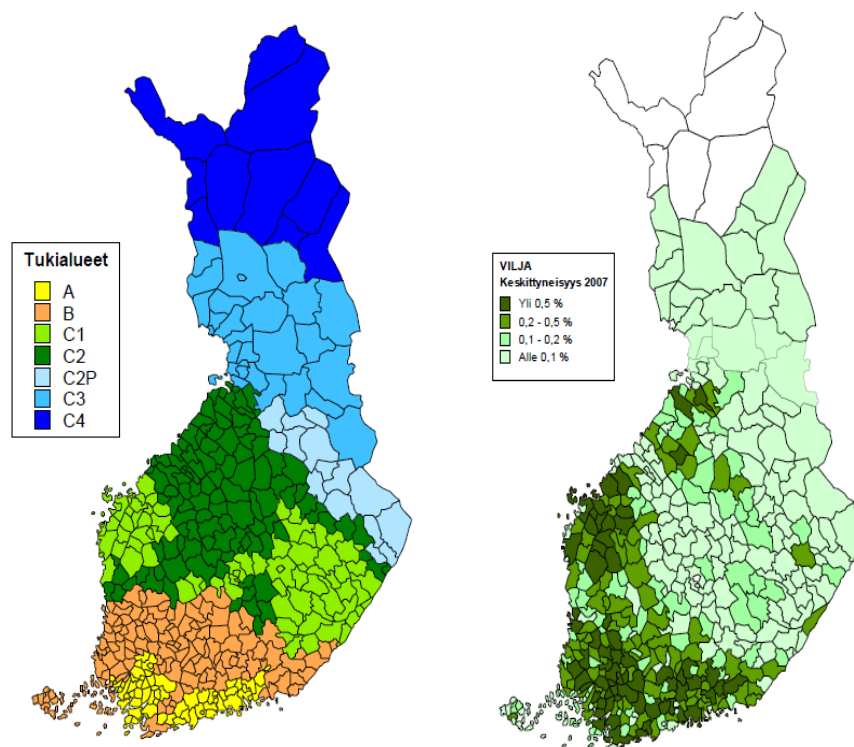 Tukialueet
A
B
C1
C2
C2P
C3
C4
VILJA
Keskittyneisyys 2007
Yli 0,5 %
0,2 - 0,5 %
0,1 - 0,2 %
Alle 0,1 %